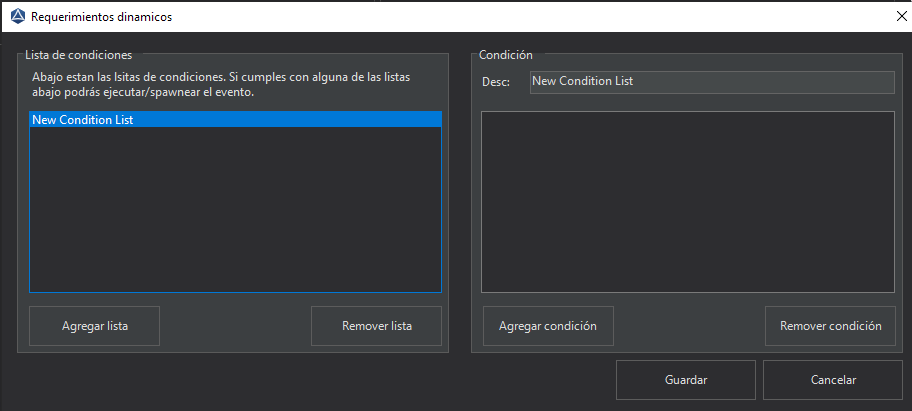 Requerimientos dinamicos
Lista de condiciones
Abajo estan las lsitas de condiciones. Si cumples con alguna de las listas
abajo podrás ejecutar/spawnear el evento.
New Condition List
Agregar lista
Remover lista
Condición
Desc:
New Condition List
Agregar condición
Remover condición
Guardar
Cancelar